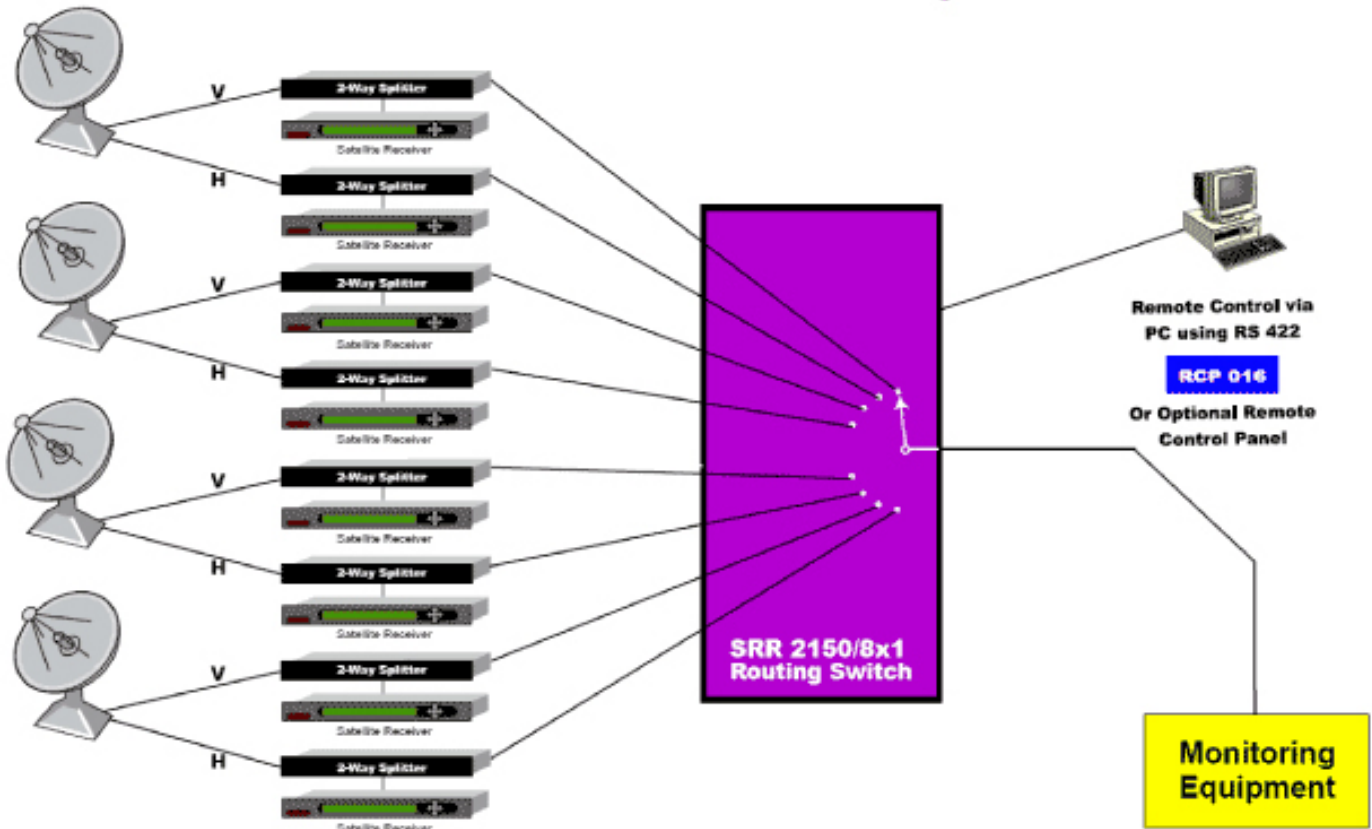 V
2-Way Splitter
Satellite Receiver
H
2-Way Splitter
Satellite Receiver
V
2-Way Splitter
Satellite Receiver
H
2-Way Splitter
Satellite Receiver
V
2-Way Splitter
Satellite Receiver
H
2-Way Splitter
Satellite Receiver
V
2-Way Splitter
Satellite Receiver
H
2-Way Splitter
Satellite Receiver
SRR 2150/8x1
Routing Switch
Remote Control via
PC using RS 422
RCP 016
Or Optional Remote
Control Panel
Monitoring
Equipment